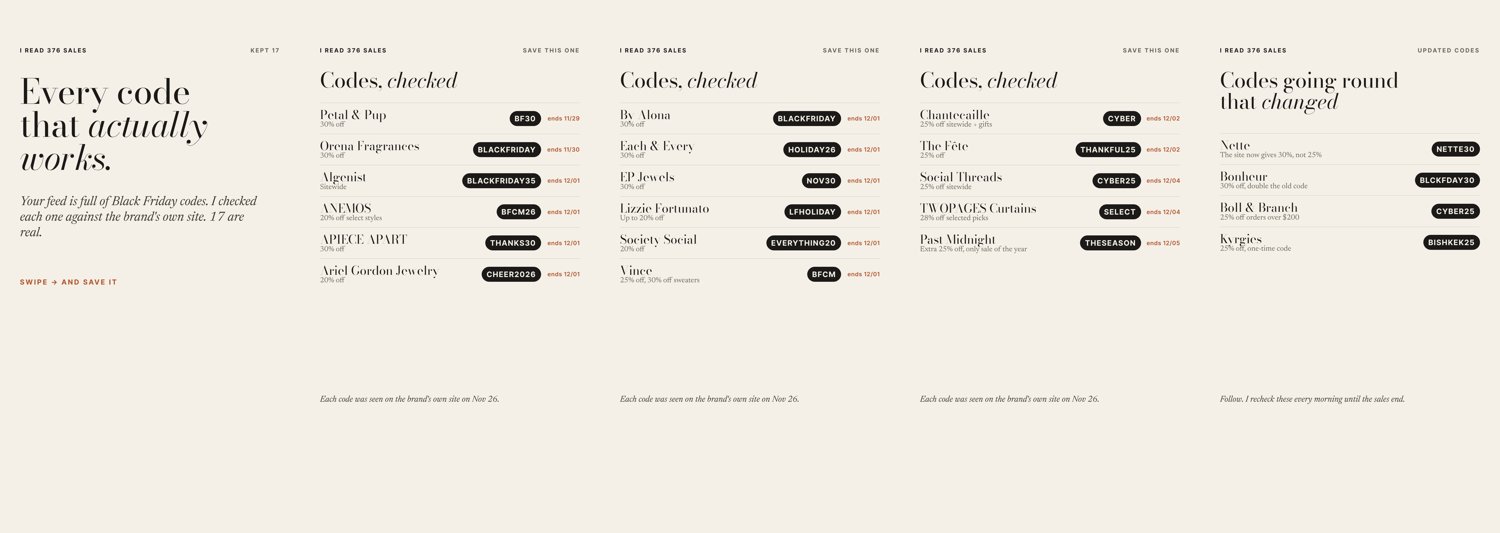 I READ 376 SALES
KEPT 17
Every code
that actually
works.
Your feed is full of Black Friday codes. I checked
each one against the brand's own site. 17 are
real.
SWIPE → AND SAVE IT
I READ 376 SALES
SAVE THIS ONE
Codes, checked
Petal & Pup
30% off
BF30
ends 11/29
Orena Fragrances
30% off
BLACKFRIDAY
ends 11/30
Algenist
Sitewide
BLACKFRIDAY35
ends 12/01
ANEMOS
20% off select styles
BFCM26
ends 12/01
APIECE APART
30% off
THANKS30
ends 12/01
Ariel Gordon Jewelry
20% off
CHEER2026
ends 12/01
Each code was seen on the brand's own site on Nov 26.
I READ 376 SALES
SAVE THIS ONE
Codes, checked
By Alona
30% off
BLACKFRIDAY
ends 12/01
Each & Every
30% off
HOLIDAY26
ends 12/01
EP Jewels
30% off
NOV30
ends 12/01
Lizzie Fortunato
Up to 20% off
LFHOLIDAY
ends 12/01
Society Social
20% off
EVERYTHING20
ends 12/01
Vince
25% off, 30% off sweaters
BFCM
ends 12/01
Each code was seen on the brand's own site on Nov 26.
I READ 376 SALES
SAVE THIS ONE
Codes, checked
Chantecaille
25% off sitewide + gifts
CYBER
ends 12/02
The Fête
25% off
THANKFUL25
ends 12/02
Social Threads
25% off sitewide
CYBER25
ends 12/04
TWOPAGES Curtains
28% off selected picks
SELECT
ends 12/04
Past Midnight
Extra 25% off, only sale of the year
THESEASON
ends 12/05
Each code was seen on the brand's own site on Nov 26.
I READ 376 SALES
UPDATED CODES
Codes going round
that changed
Nette
The site now gives 30%, not 25%
NETTE30
Bonheur
30% off, double the old code
BLCKFDAY30
Boll & Branch
25% off orders over $200
CYBER25
kyrgies
25% off, one-time code
BISHKEK25
Follow. I recheck these every morning until the sales end.